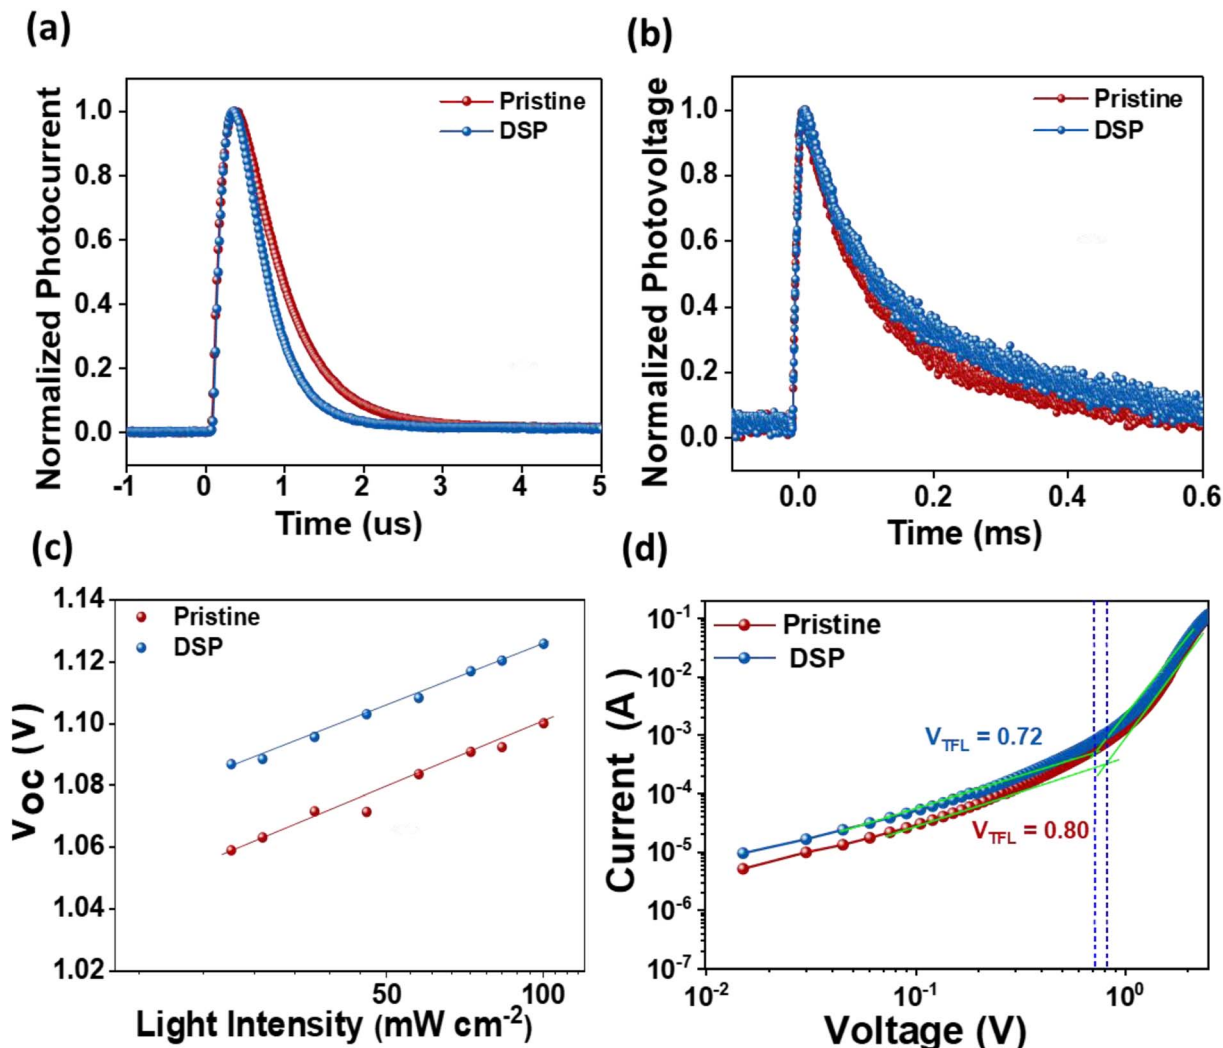 (a)
Normalized Photocurrent
1.0
0.8
0.6
0.4
0.2
0.0
Pristine
DSP
-1 0 1 2 3 4 5
Time (us)
(b)
Normalized Photovoltage
1.0
0.8
0.6
0.4
0.2
0.0
Pristine
DSP
0.0 0.2 0.4 0.6
Time (ms)
(c)
Voc (V)
1.14
1.12
1.10
1.08
1.06
1.04
1.02
Pristine
DSP
50 100
Light Intensity (mW cm⁻²)
(d)
Current (A)
10⁻¹
10⁻²
10⁻³
10⁻⁴
10⁻⁵
10⁻⁶
10⁻⁷
Pristine
DSP
V_TFL = 0.72
V_TFL = 0.80
10⁻² 10⁻¹ 10⁰
Voltage (V)